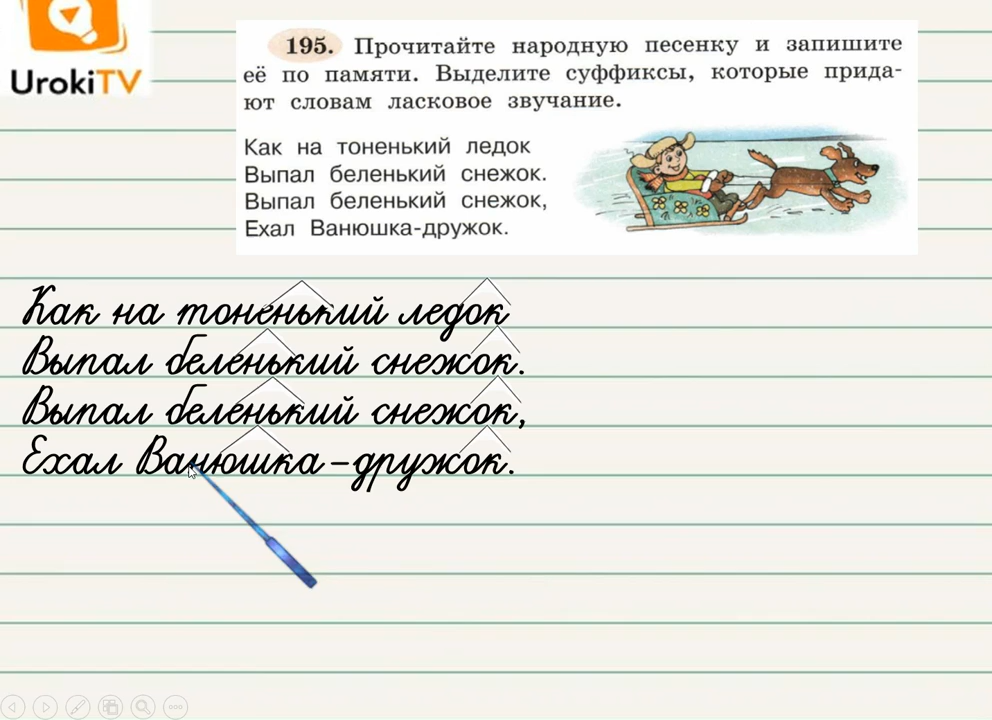 UrokiTV
195. Прочитайте народную песенку и запишите
её по памяти. Выделите суффиксы, которые прида-
ют словам ласковое звучание.
Как на тоненький ледок
Выпал беленький снежок.
Выпал беленький снежок,
Ехал Ванюшка-дружок.
Как на тоненький ледок
Выпал беленький снежок.
Выпал беленький снежок,
Ехал Ванюшка-дружок.